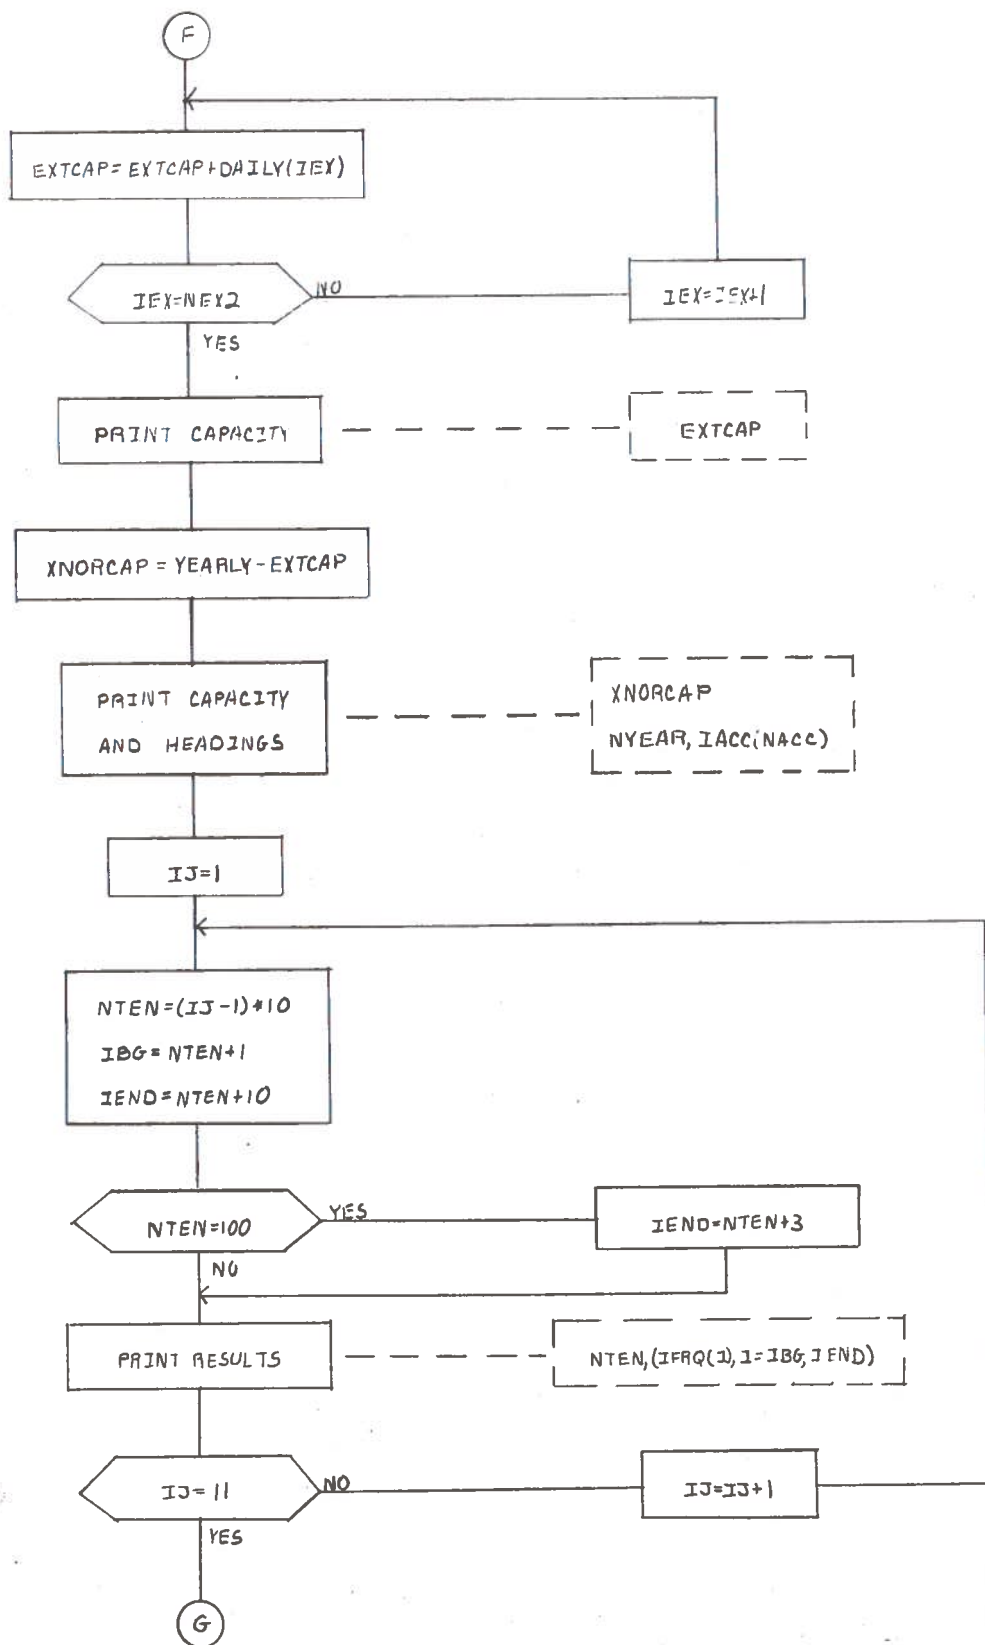 F
EXTCAP=EXTCAP+DAILY(IEX)
IEX=NEX2
NO
IEX=IEX+1
YES
PRINT CAPACITY
EXTCAP
XNORCAP=YEARLY-EXTCAP
PRINT CAPACITY
AND HEADINGS
XNORCAP
NYEAR, IACC(NACC)
IJ=1
NTEN=(IJ-1)*10
IBG=NTEN+1
IEND=NTEN+10
NTEN=100
YES
IEND=NTEN+3
NO
PRINT RESULTS
NTEN,(IFRQ(I),I=IBG,IEND)
IJ=11
NO
IJ=IJ+1
YES
G